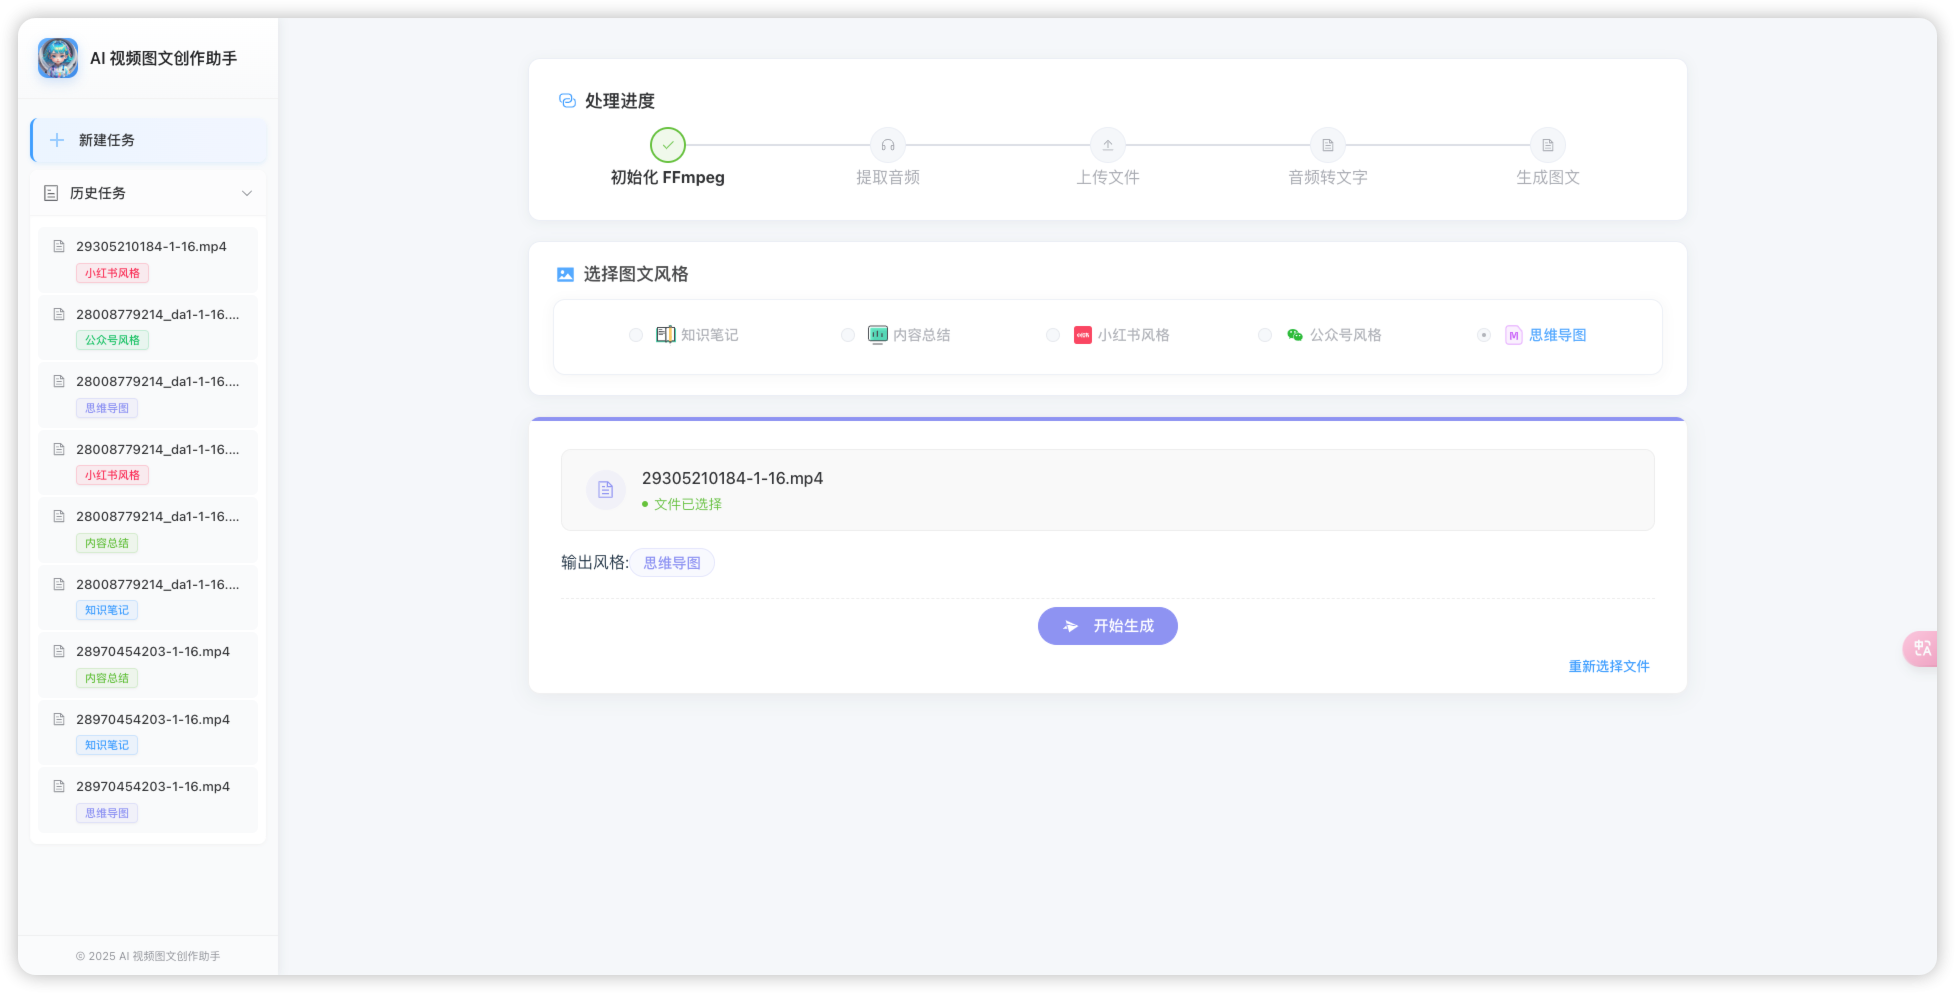 AI 视频图文创作助手
新建任务
历史任务
29305210184-1-16.mp4
小红书风格
28008779214_da1-1-16....
公众号风格
28008779214_da1-1-16....
思维导图
28008779214_da1-1-16....
小红书风格
28008779214_da1-1-16....
内容总结
28008779214_da1-1-16....
知识笔记
28970454203-1-16.mp4
内容总结
28970454203-1-16.mp4
知识笔记
28970454203-1-16.mp4
思维导图
© 2025 AI 视频图文创作助手
处理进度
初始化 FFmpeg
提取音频
上传文件
音频转文字
生成图文
选择图文风格
知识笔记
内容总结
小红书风格
公众号风格
M 思维导图
29305210184-1-16.mp4
文件已选择
输出风格:思维导图
开始生成
重新选择文件
中A